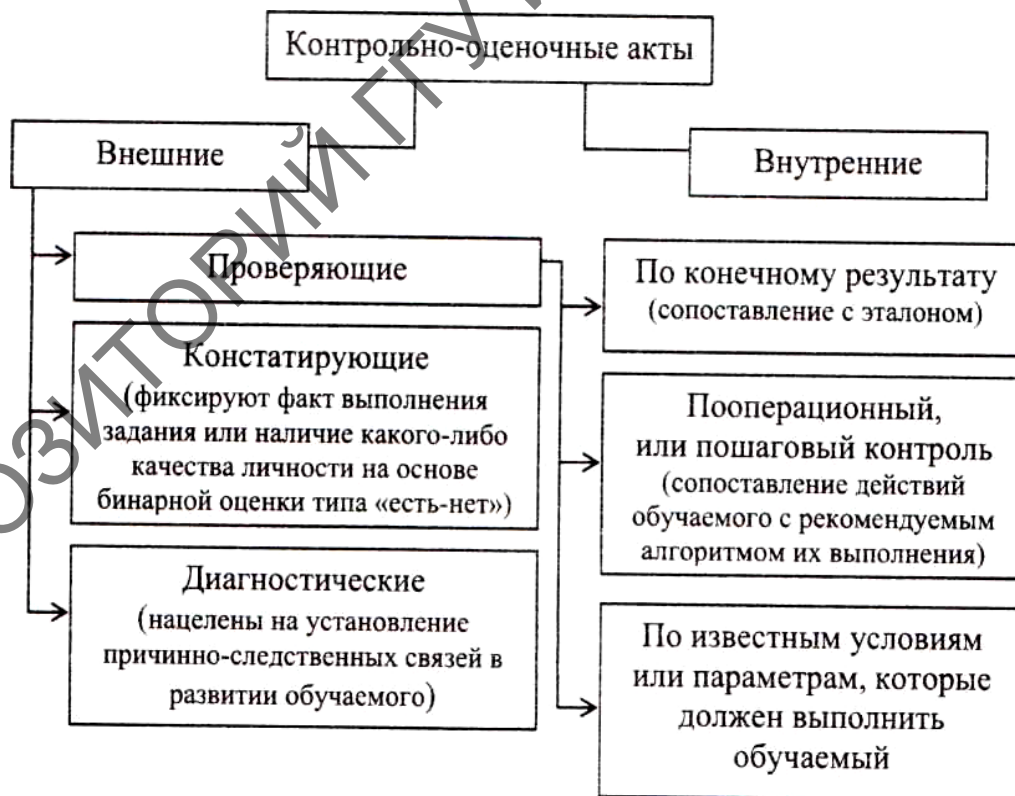 Контрольно-оценочные акты
Внешние
Внутренние
Проверяющие
Констатирующие
(фиксируют факт выполнения
задания или наличие какого-либо
качества личности на основе
бинарной оценки типа «есть-нет»)
Диагностические
(нацелены на установление
причинно-следственных связей в
развитии обучаемого)
По конечному результату
(сопоставление с эталоном)
Пооперационный,
или пошаговый контроль
(сопоставление действий
обучаемого с рекомендуемым
алгоритмом их выполнения)
По известным условиям
или параметрам, которые
должен выполнить
обучаемый
ОЗИТОРИЙ ГГУ